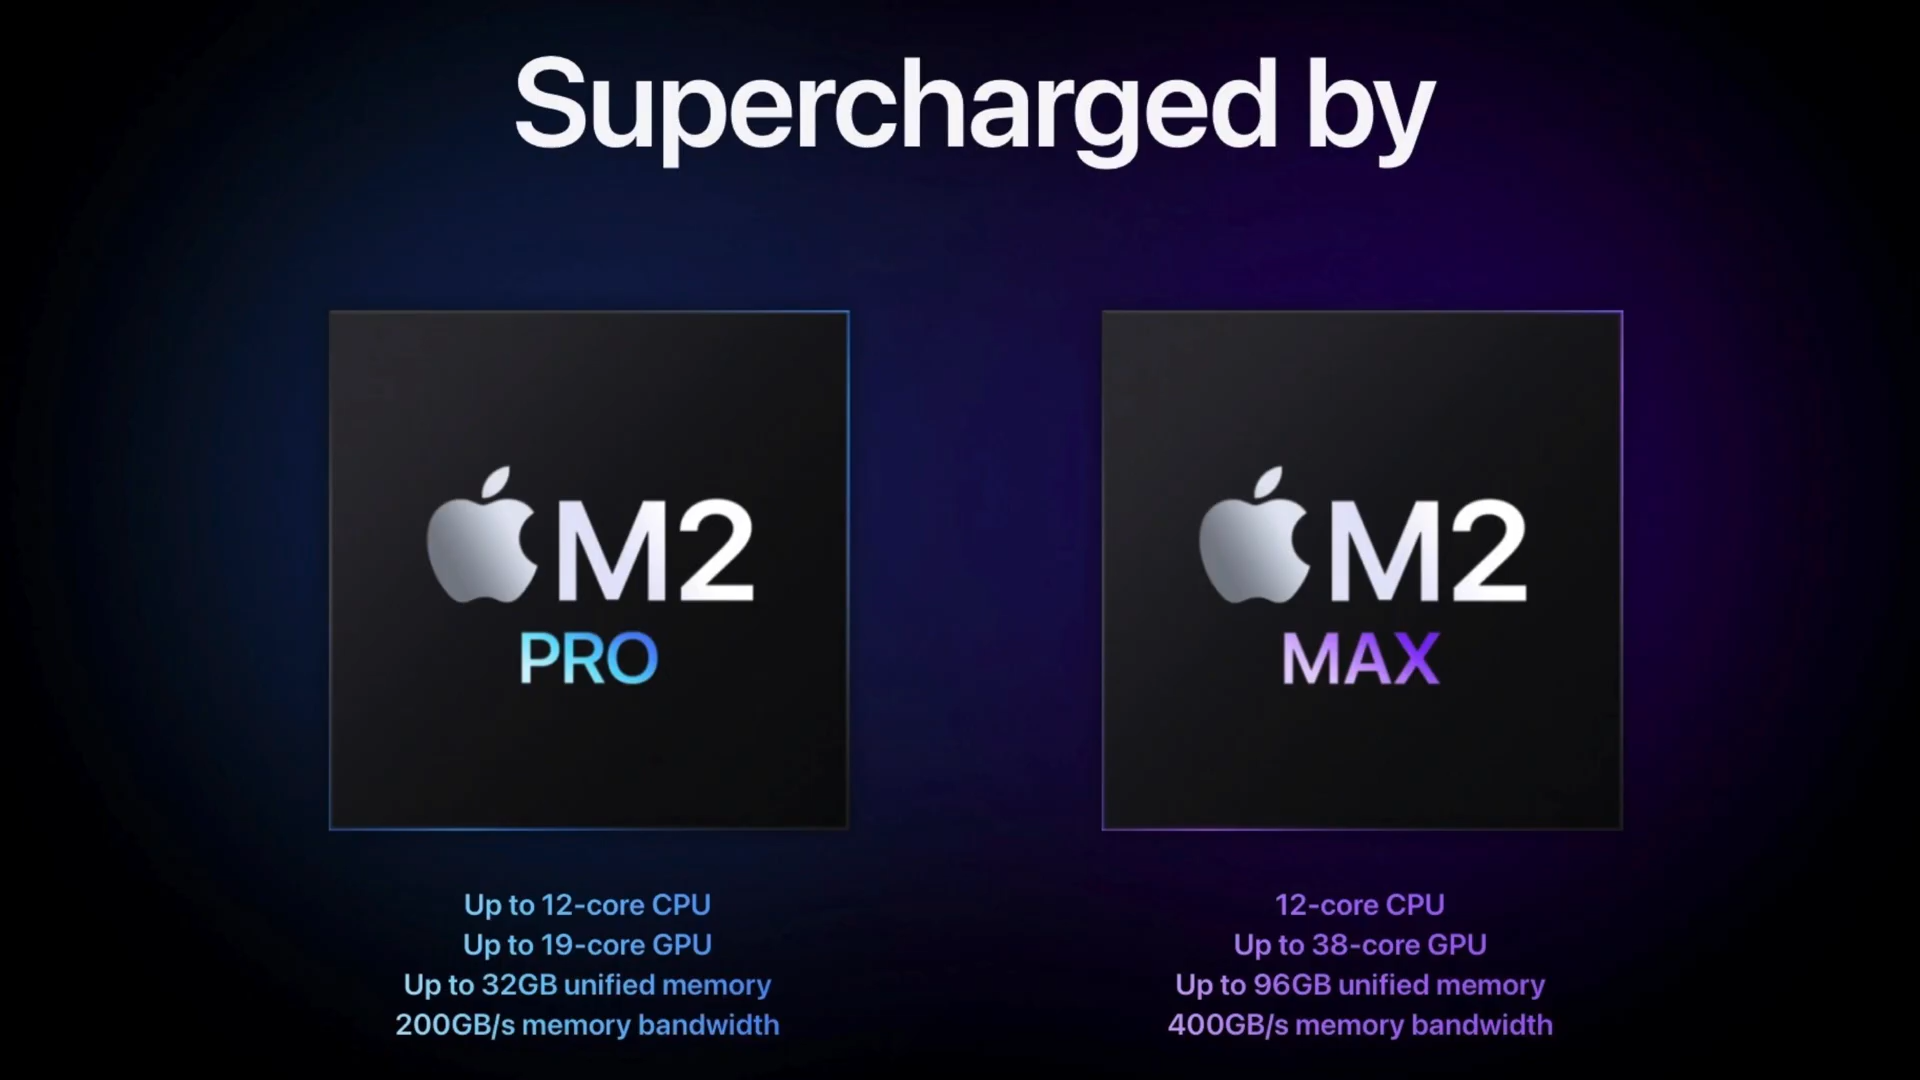 Supercharged by
M2
PRO
Up to 12-core CPU
Up to 19-core GPU
Up to 32GB unified memory
200GB/s memory bandwidth
M2
MAX
12-core CPU
Up to 38-core GPU
Up to 96GB unified memory
400GB/s memory bandwidth